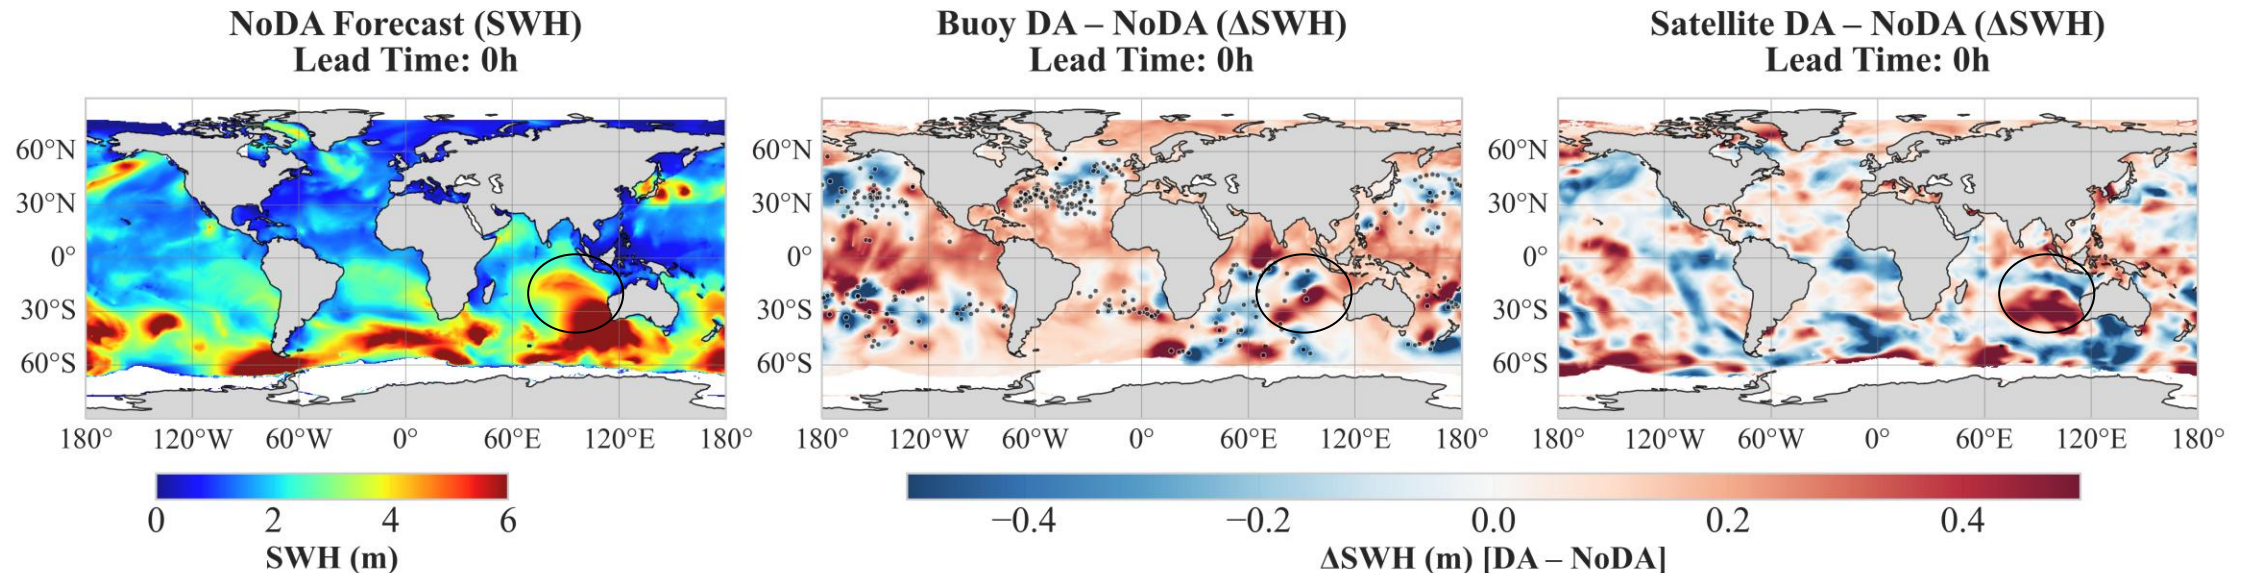 NoDA Forecast (SWH)
Lead Time: 0h
Buoy DA – NoDA (ΔSWH)
Lead Time: 0h
Satellite DA – NoDA (ΔSWH)
Lead Time: 0h
60°N
30°N
0°
30°S
60°S
180° 120°W 60°W 0° 60°E 120°E 180°
60°N
30°N
0°
30°S
60°S
180° 120°W 60°W 0° 60°E 120°E 180°
60°N
30°N
0°
30°S
60°S
180° 120°W 60°W 0° 60°E 120°E 180°
0 2 4 6
SWH (m)
−0.4 −0.2 0.0 0.2 0.4
ΔSWH (m) [DA – NoDA]